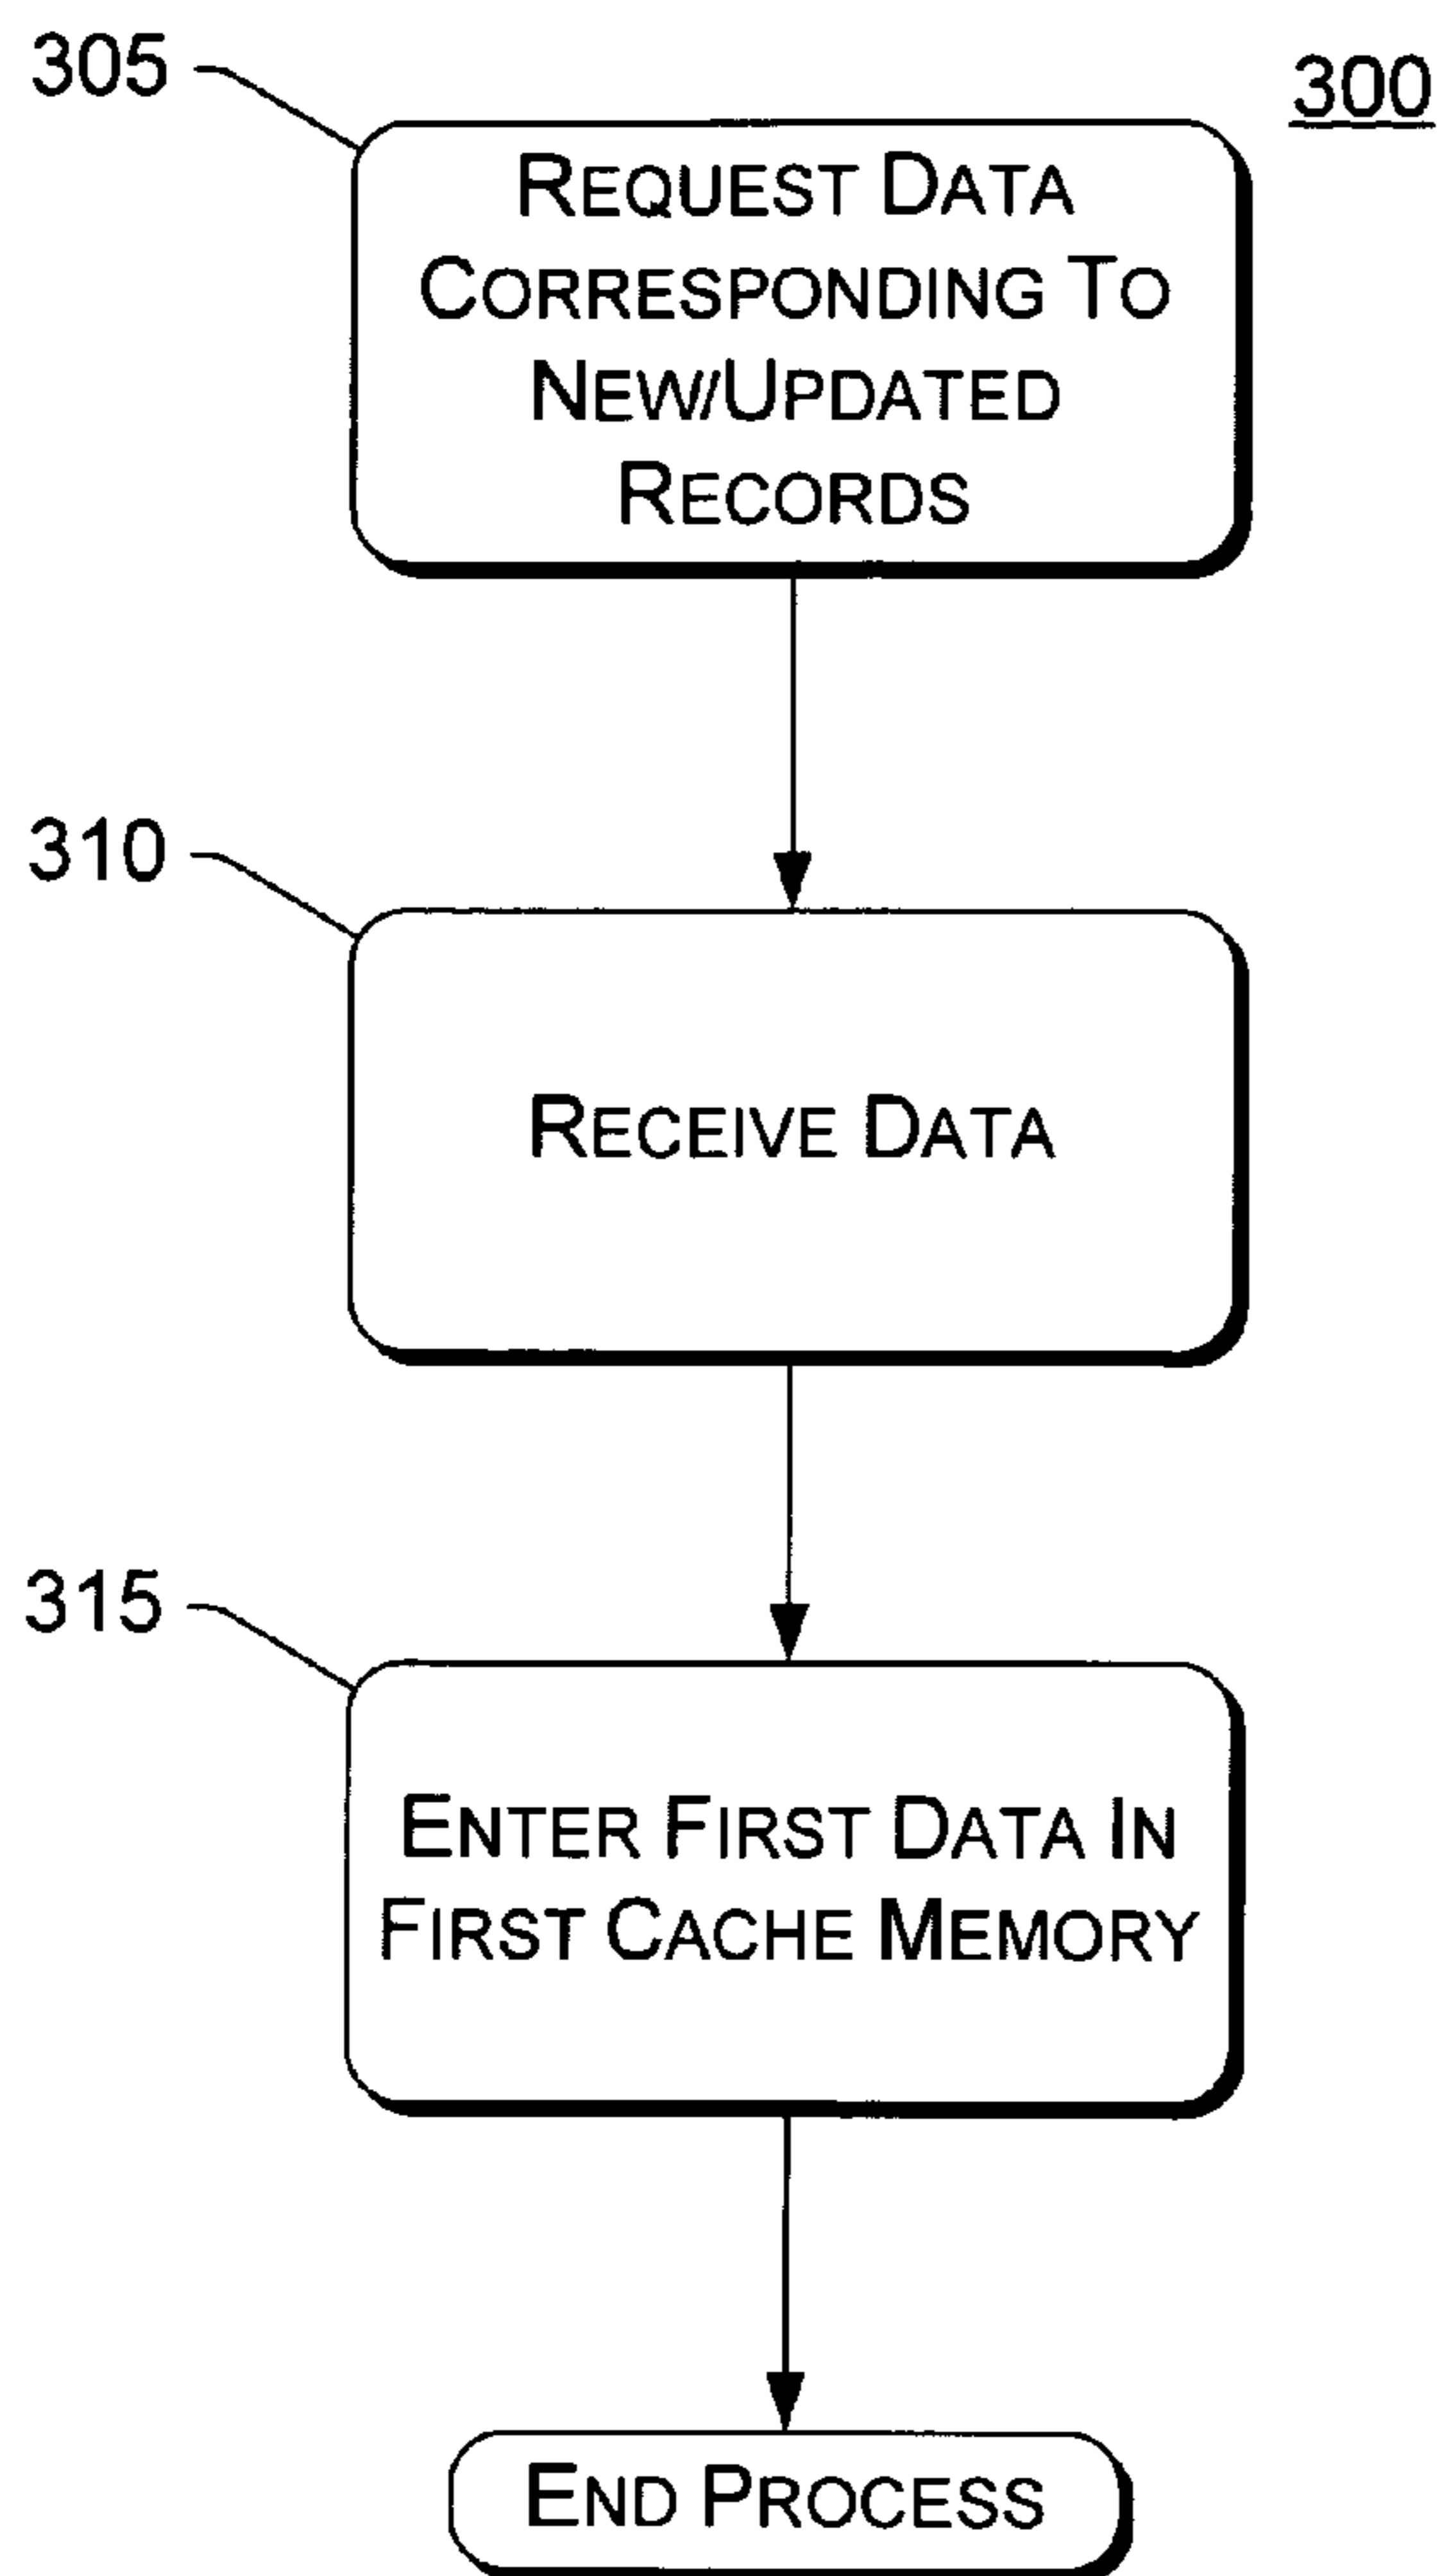 305
300
REQUEST DATA
CORRESPONDING TO
NEW/UPDATED
RECORDS
310
RECEIVE DATA
315
ENTER FIRST DATA IN
FIRST CACHE MEMORY
END PROCESS